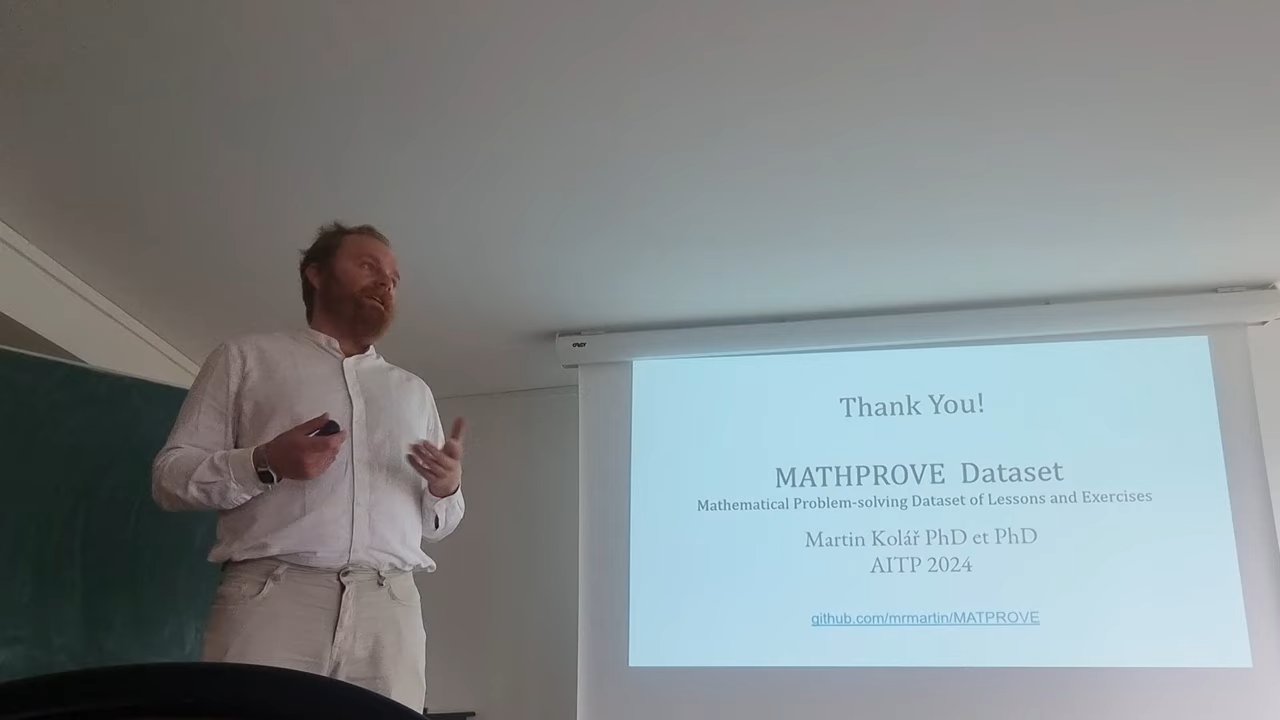 Thank You!
MATHPROVE Dataset
Mathematical Problem-solving Dataset of Lessons and Exercises
Martin Kolář PhD et PhD
AITP 2024
github.com/mrmartin/MATPROVE